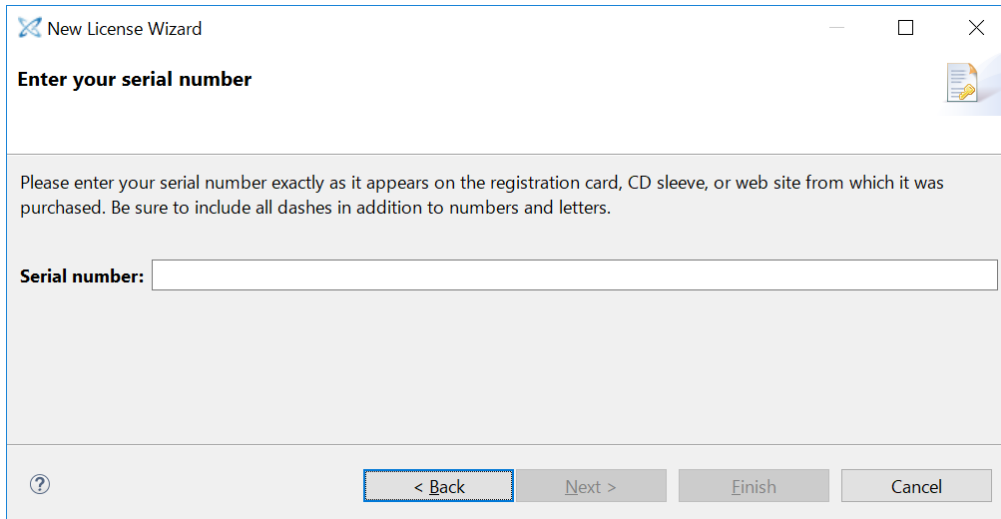 New License Wizard
Enter your serial number
Please enter your serial number exactly as it appears on the registration card, CD sleeve, or web site from which it was
purchased. Be sure to include all dashes in addition to numbers and letters.
Serial number:
?
< Back
Next >
Finish
Cancel